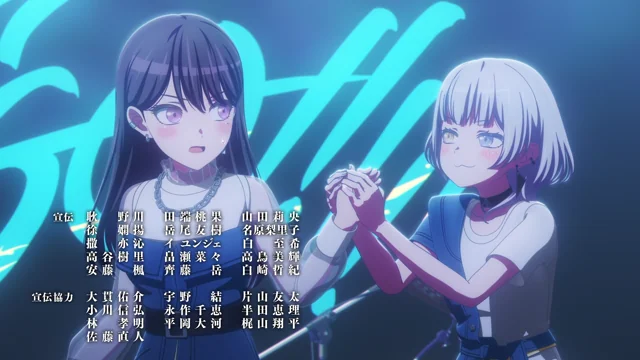 宣伝 耿 野川 田端桃果 山田莉央
徐 嫻揚 岳尾友樹 名原梨里子
撒 亦沁 イ ユンジェ 白 至希
高谷樹里 畠瀬菜々 高鳥美輝
安藤 楓 齊藤 岳 白崎哲紀
宣伝協力 大貫佑介 宇野 結 片山友太
小川信弘 永作千恵 半田恵理
林 孝明 平岡大河 梶山翔平
佐藤直人